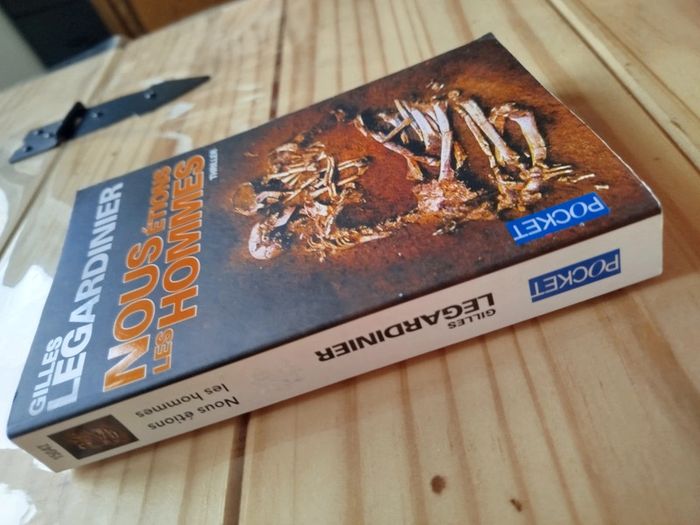 GILLES
LEGARDINIER
NOUS
ÉTIONS
LES HOMMES
THRILLER
POCKET
POCKET
GILLES
LEGARDINIER
Nous étions
les hommes